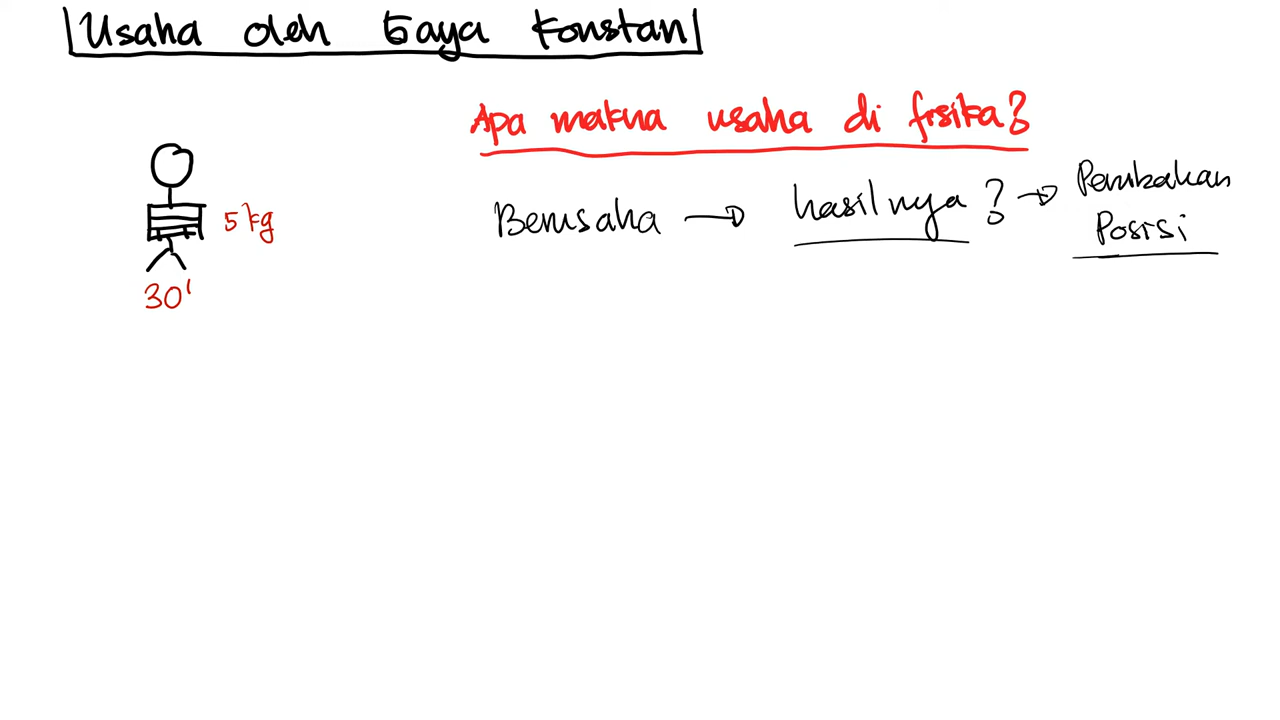 Usaha oleh Gaya Konstan
Apa makna usaha di fisika?
Berusaha → hasilnya? → Perubahan
Posisi
5 kg
30'